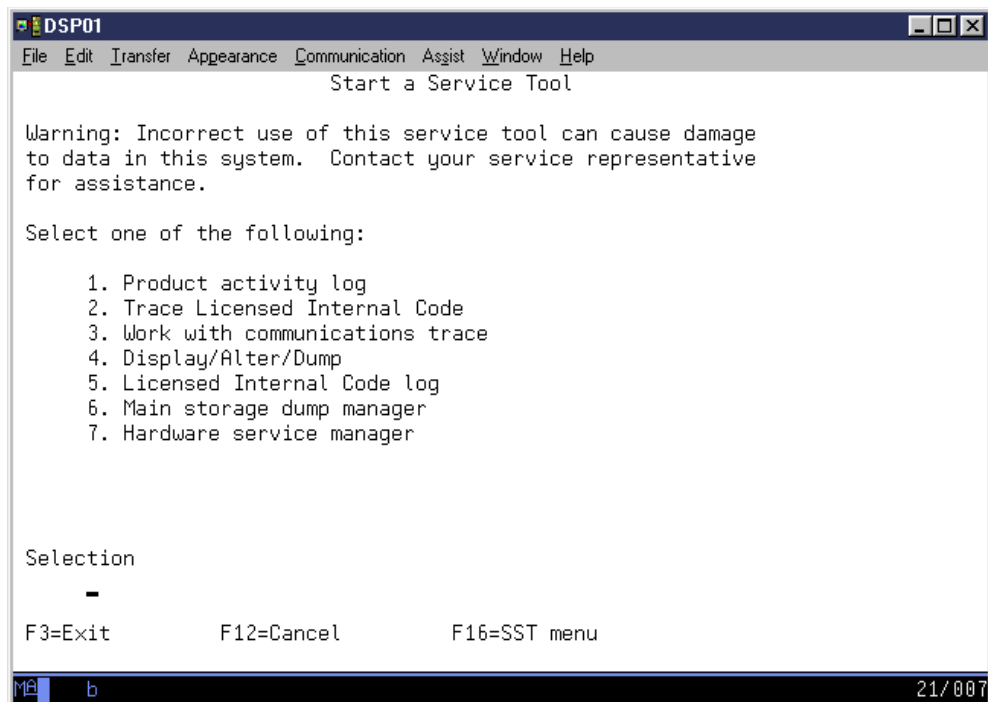 DSP01
File Edit Transfer Appearance Communication Assist Window Help
Start a Service Tool
Warning: Incorrect use of this service tool can cause damage
to data in this system.  Contact your service representative
for assistance.
Select one of the following:
1. Product activity log
2. Trace Licensed Internal Code
3. Work with communications trace
4. Display/Alter/Dump
5. Licensed Internal Code log
6. Main storage dump manager
7. Hardware service manager
Selection
F3=Exit F12=Cancel F16=SST menu
MA b 21/007